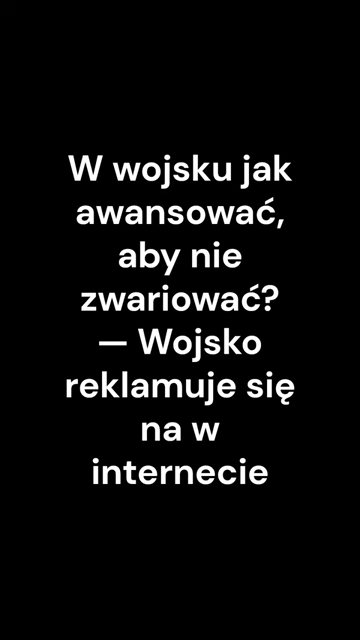 W wojsku jak
awansować,
aby nie
zwariować?
— Wojsko
reklamuje się
na w
internecie